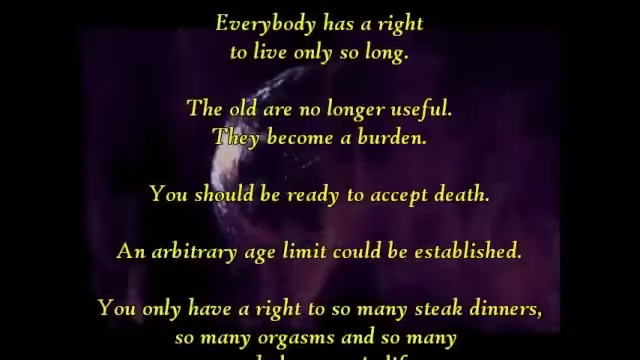 Everybody has a right
to live only so long.
The old are no longer useful.
They become a burden.
You should be ready to accept death.
An arbitrary age limit could be established.
You only have a right to so many steak dinners,
so many orgasms and so many